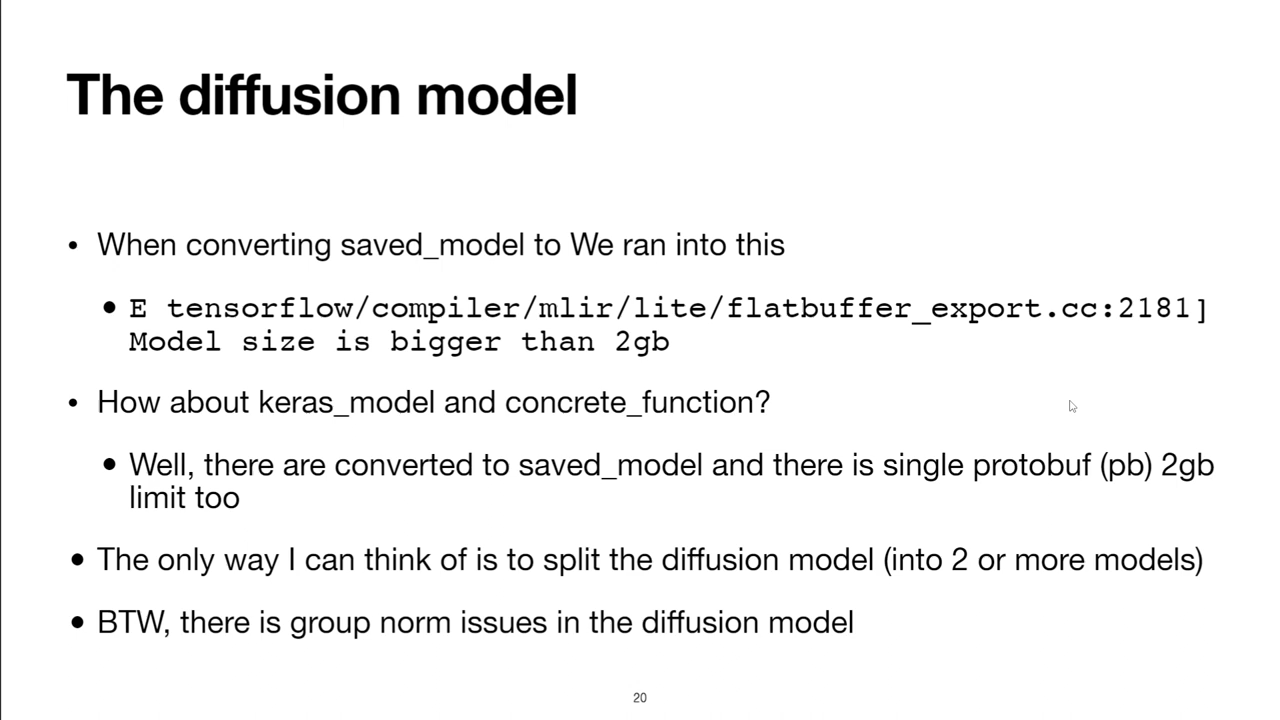 The diffusion model
• When converting saved_model to We ran into this
• E tensorflow/compiler/mlir/lite/flatbuffer_export.cc:2181]
Model size is bigger than 2gb
• How about keras_model and concrete_function?
• Well, there are converted to saved_model and there is single protobuf (pb) 2gb
limit too
• The only way I can think of is to split the diffusion model (into 2 or more models)
• BTW, there is group norm issues in the diffusion model
20